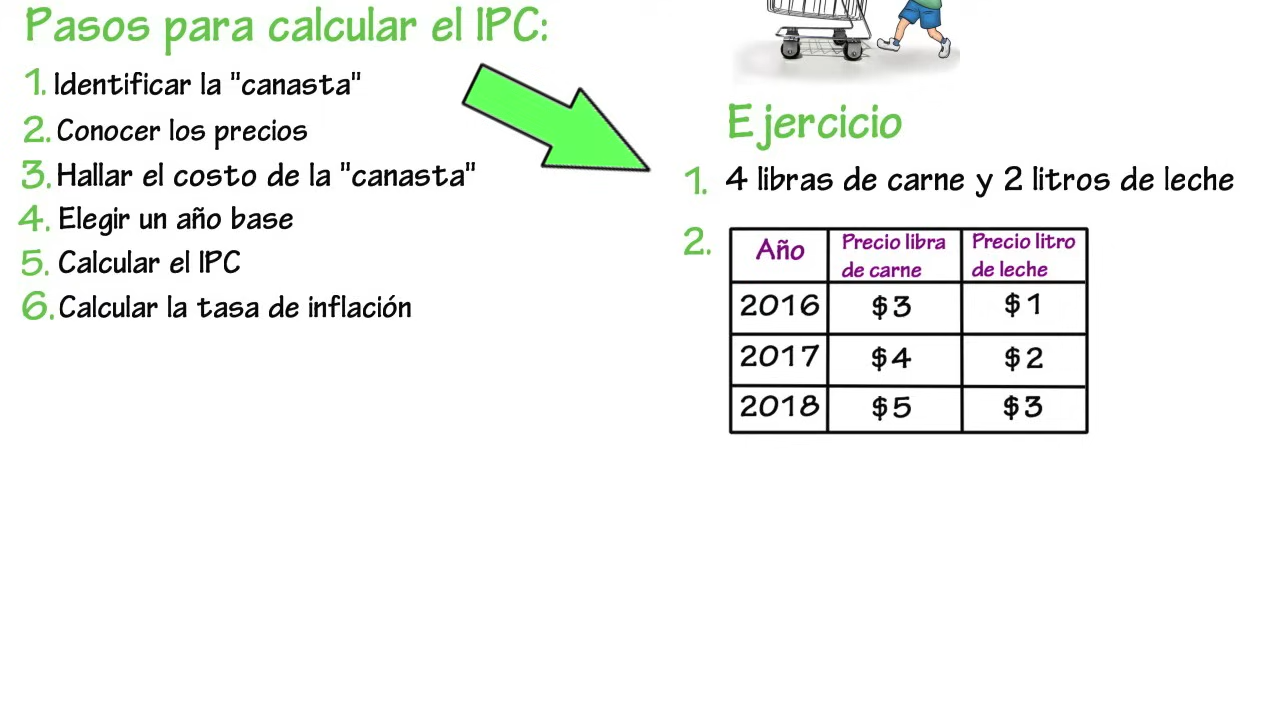 Pasos para calcular el IPC:
1. Identificar la "canasta"
2. Conocer los precios
3. Hallar el costo de la "canasta"
4. Elegir un año base
5. Calcular el IPC
6. Calcular la tasa de inflación
Ejercicio
1. 4 libras de carne y 2 litros de leche
2.
Año Precio libra de carne Precio litro de leche
2016 $3 $1
2017 $4 $2
2018 $5 $3